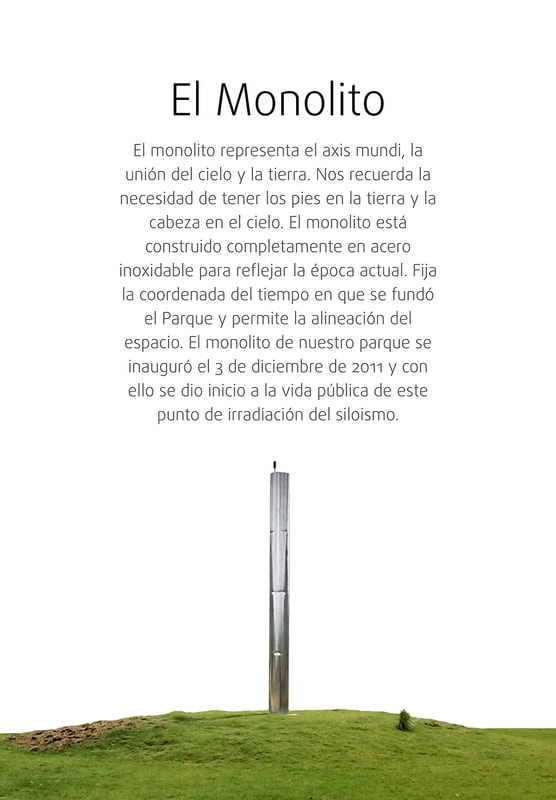 El Monolito
El monolito representa el axis mundi, la
unión del cielo y la tierra. Nos recuerda la
necesidad de tener los pies en la tierra y la
cabeza en el cielo. El monolito está
construido completamente en acero
inoxidable para reflejar la época actual. Fija
la coordenada del tiempo en que se fundó
el Parque y permite la alineación del
espacio. El monolito de nuestro parque se
inauguró el 3 de diciembre de 2011 y con
ello se dio inicio a la vida pública de este
punto de irradiación del siloismo.